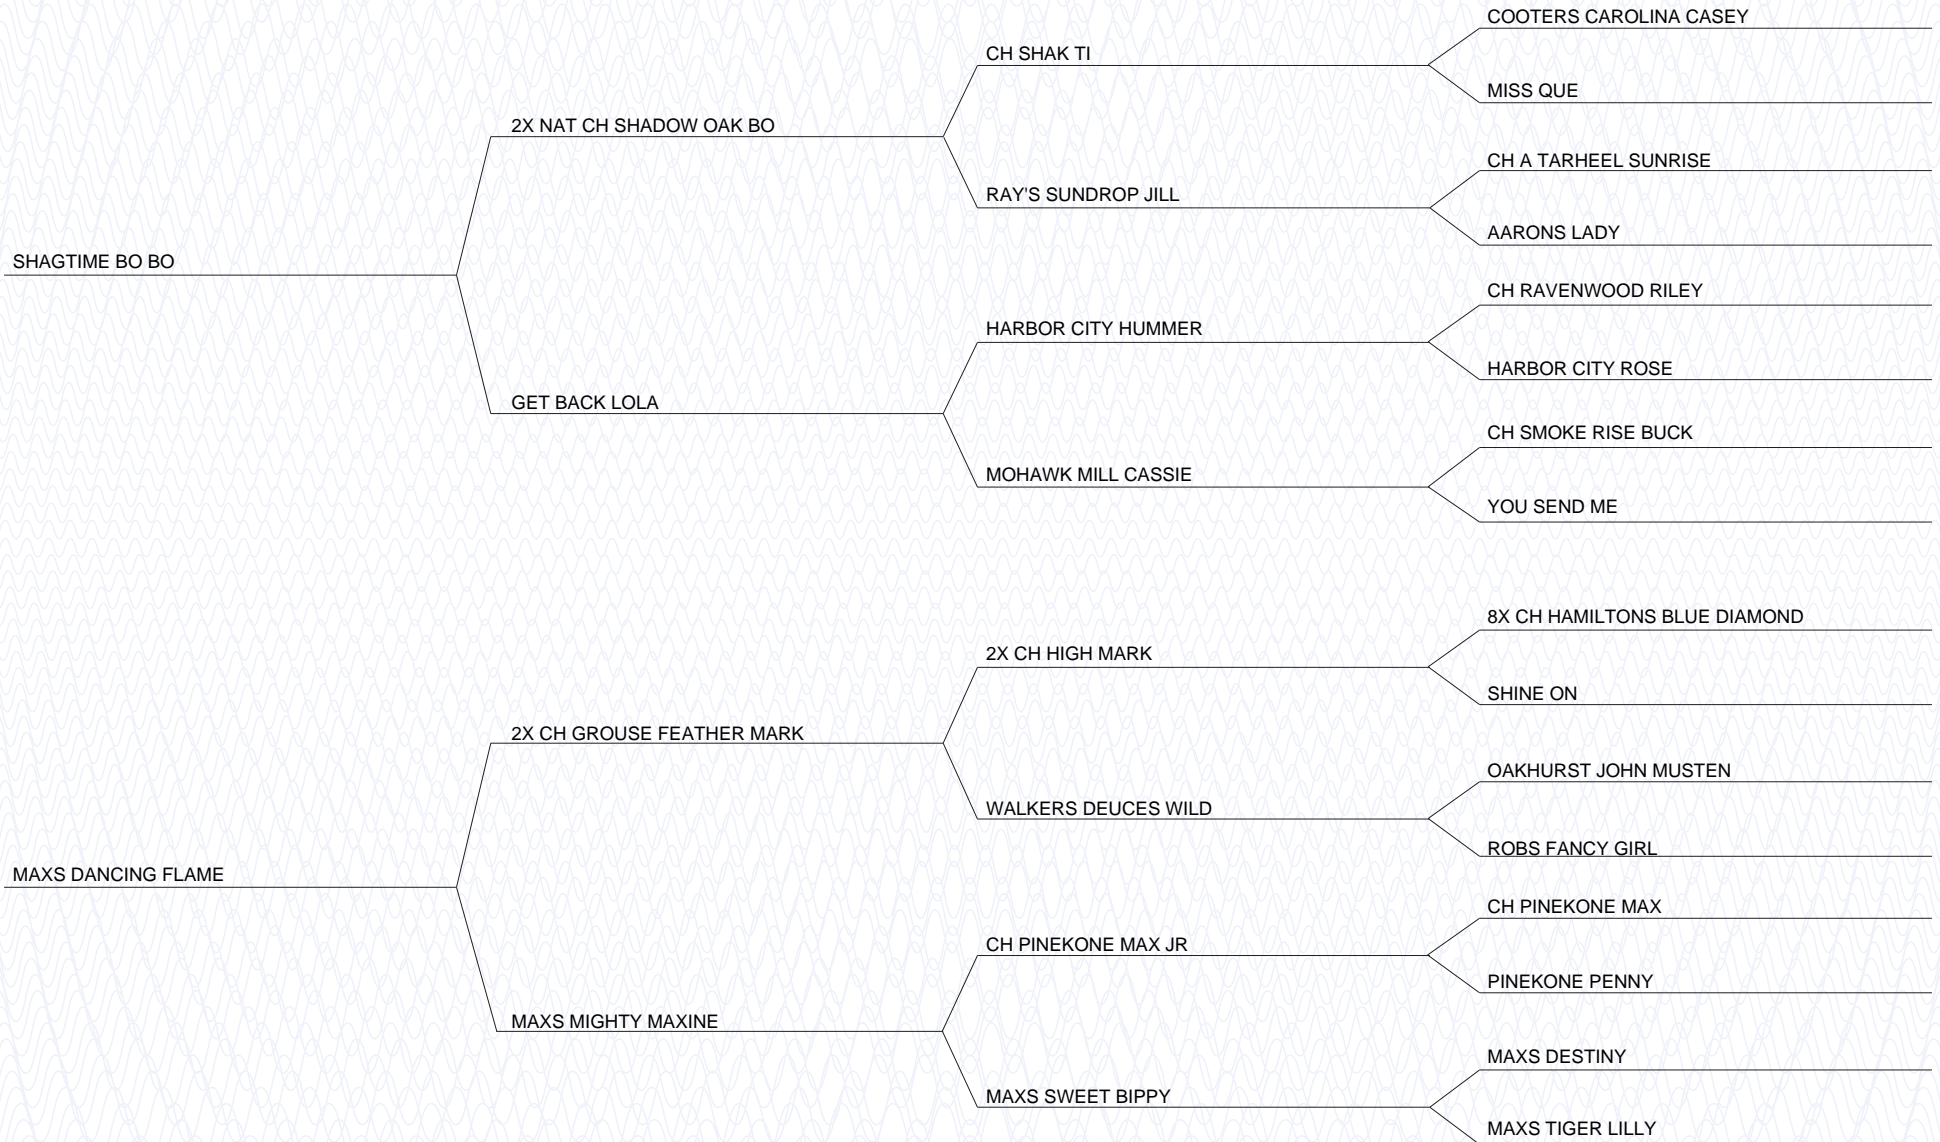 COOTERS CAROLINA CASEY
CH SHAK TI
MISS QUE
2X NAT CH SHADOW OAK BO
CH A TARHEEL SUNRISE
RAY'S SUNDROP JILL
AARONS LADY
SHAGTIME BO BO
CH RAVENWOOD RILEY
HARBOR CITY HUMMER
HARBOR CITY ROSE
GET BACK LOLA
CH SMOKE RISE BUCK
MOHAWK MILL CASSIE
YOU SEND ME
8X CH HAMILTONS BLUE DIAMOND
2X CH HIGH MARK
SHINE ON
2X CH GROUSE FEATHER MARK
OAKHURST JOHN MUSTEN
WALKERS DEUCES WILD
ROBS FANCY GIRL
MAXS DANCING FLAME
CH PINEKONE MAX
CH PINEKONE MAX JR
PINEKONE PENNY
MAXS MIGHTY MAXINE
MAXS DESTINY
MAXS SWEET BIPPY
MAXS TIGER LILLY